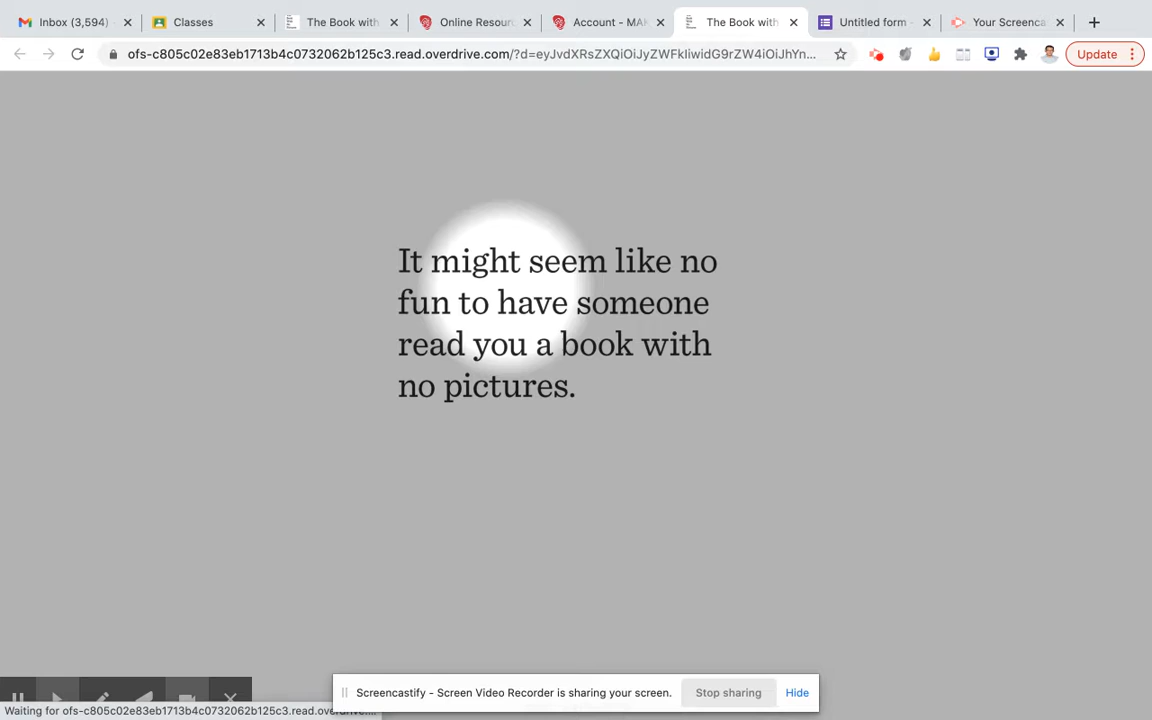 Inbox (3,594)
Classes
The Book with
Online Resour
Account - MAK
The Book with
Untitled form -
Your Screenca
ofs-c805c02e83eb1713b4c0732062b125c3.read.overdrive.com/?d=eyJvdXRsZXQiOiJyZWFkIiwidG9rZW4iOiJhYn...
Update
It might seem like no
fun to have someone
read you a book with
no pictures.
Screencastify - Screen Video Recorder is sharing your screen.
Stop sharing
Hide
Waiting for ofs-c805c02e83eb1713b4c0732062b125c3.read.overdrive....